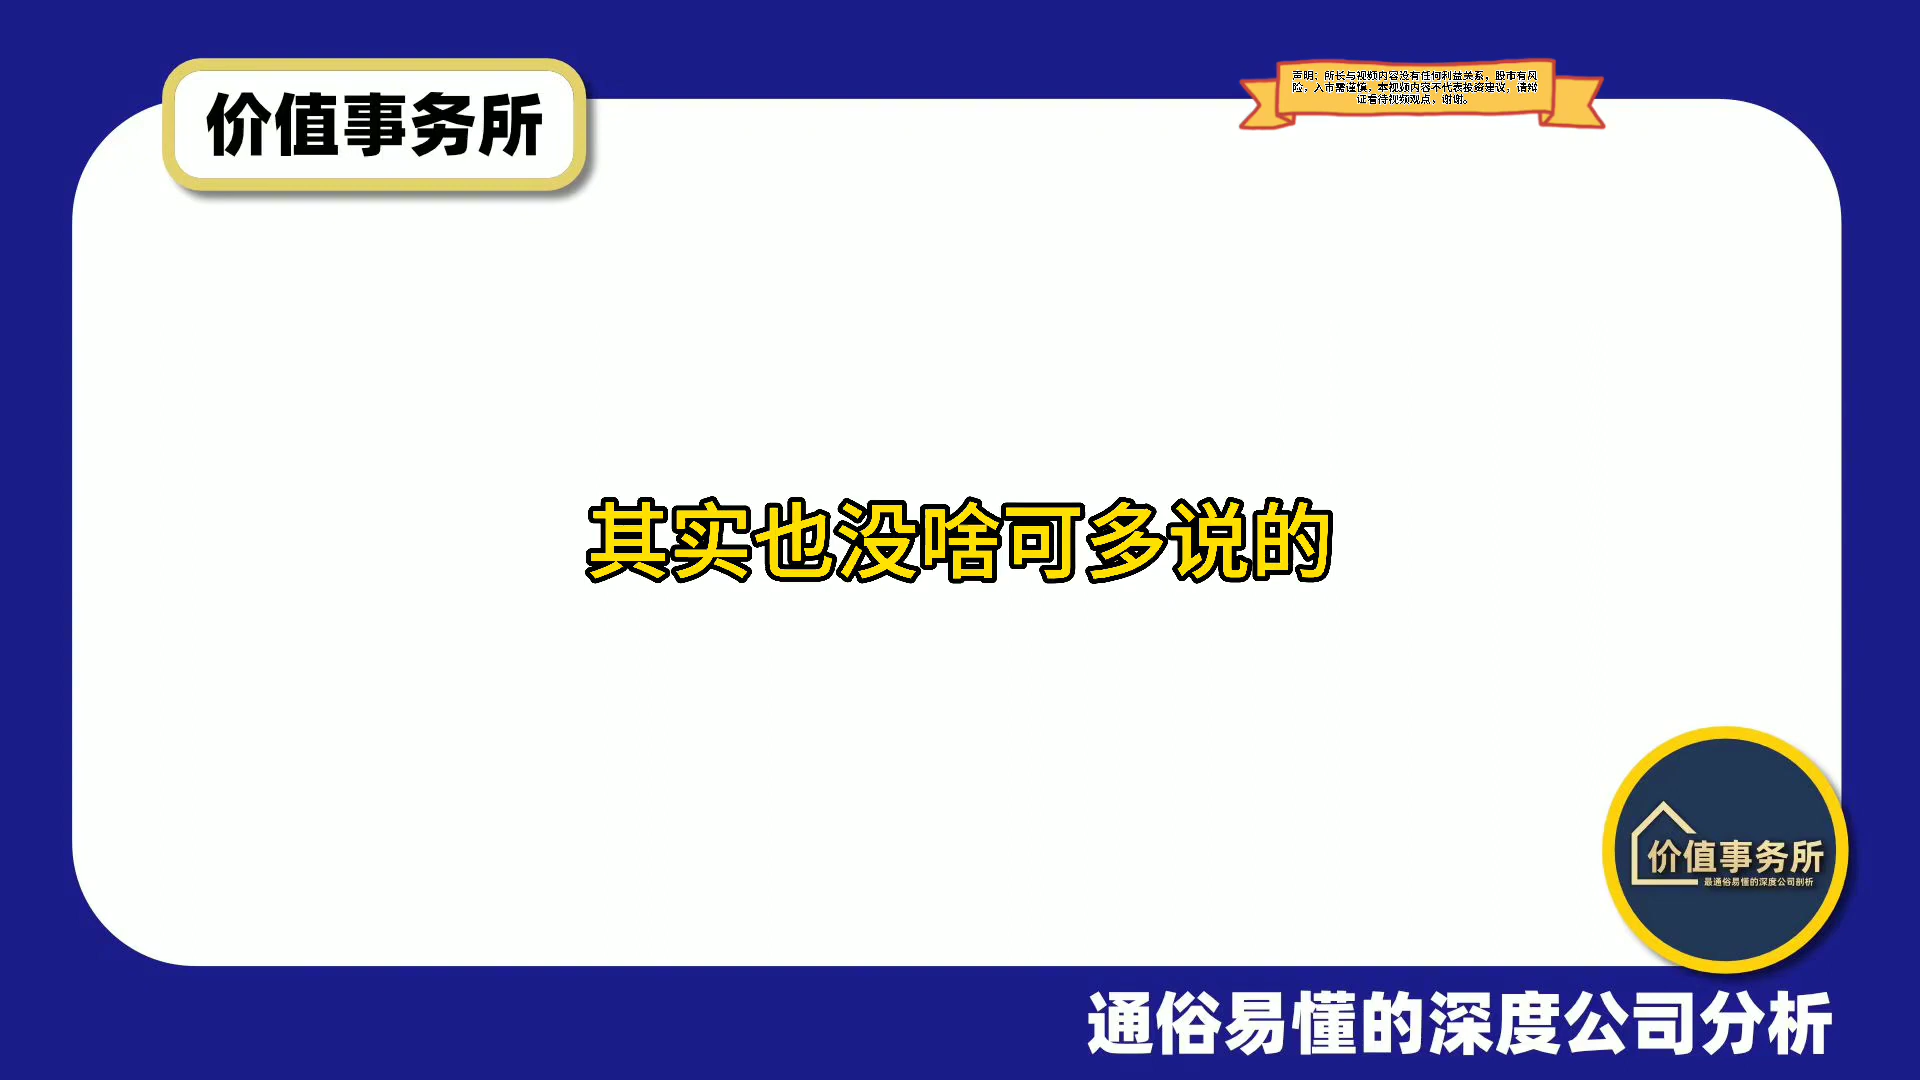 价值事务所
声明：所长与视频内容没有任何利益关系，股市有风
险，入市需谨慎，本视频内容不代表投资建议，请辩
证看待视频观点，谢谢。
其实也没啥可多说的
价值事务所
最通俗易懂的深度公司剖析
通俗易懂的深度公司分析